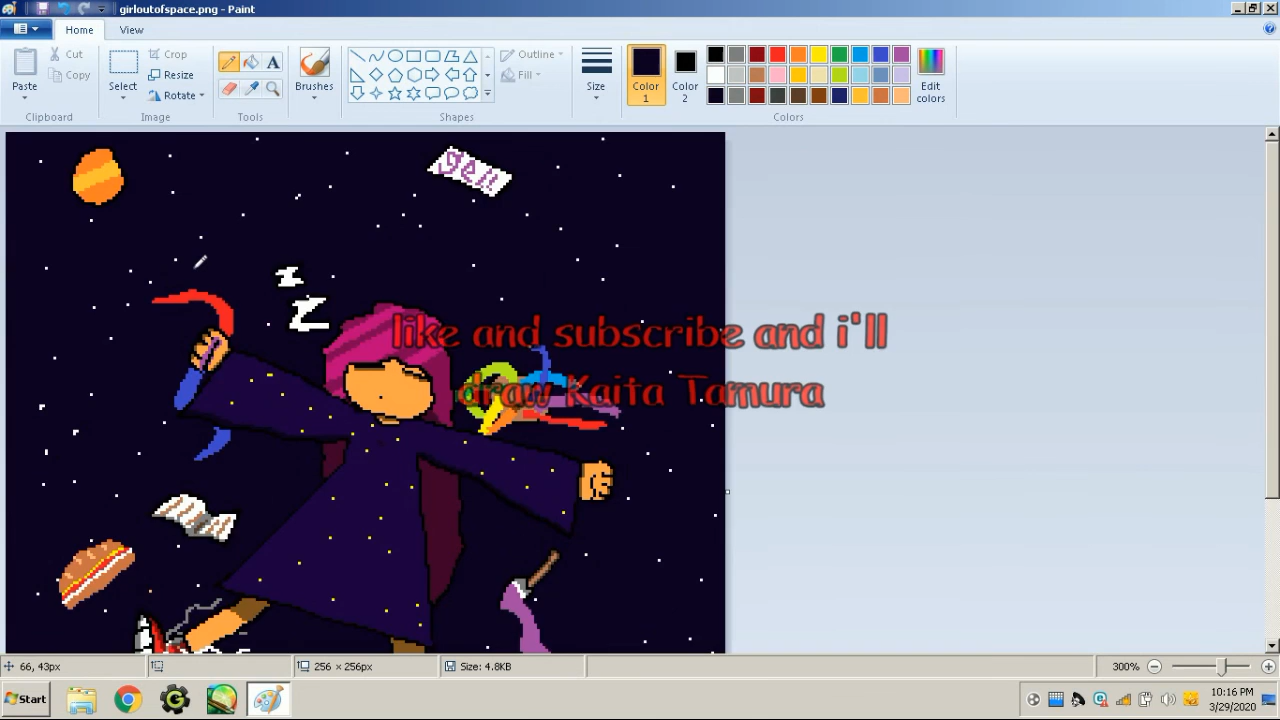 girloutofspace.png - Paint
Home
View
Paste
Cut
Copy
Clipboard
Select
Crop
Resize
Rotate
Image
A
Tools
Brushes
Outline
Fill
Shapes
Size
Color
1
Color
2
Edit
colors
Colors
like and subscribe and i'll
draw Kaita Tamura
66, 43px
256 × 256px
Size: 4.8KB
300%
Start
10:16 PM
3/29/2020